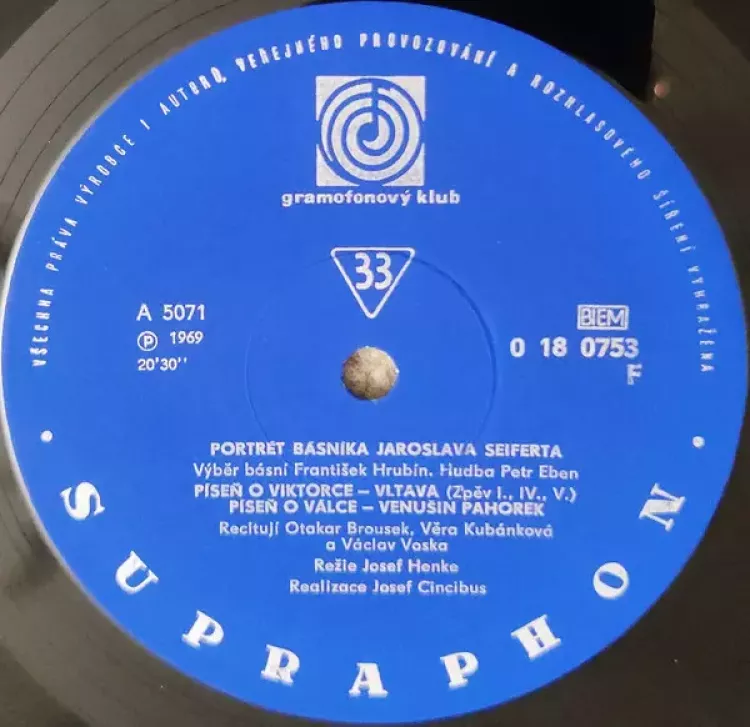 VŠECHNA PRÁVA VÝROBCE I AUTORŮ, VEŘEJNÉHO PROVOZOVÁNÍ A ROZHLASOVÉHO ŠÍŘENÍ VYHRAŽENA
gramofonový klub
33
A 5071
Ⓟ 1969
20'30''
BIEM
0 18 0753
F
PORTRÉT BÁSNÍKA JAROSLAVA SEIFERTA
Výběr básní František Hrubín. Hudba Petr Eben
PÍSEŇ O VIKTORCE – VLTAVA (Zpěv I., IV., V.)
PÍSEŇ O VÁLCE – VENUŠIN PAHOREK
Recitují Otakar Brousek, Věra Kubánková
a Václav Voska
Režie Josef Henke
Realizace Josef Cincibus
SUPRAPHON